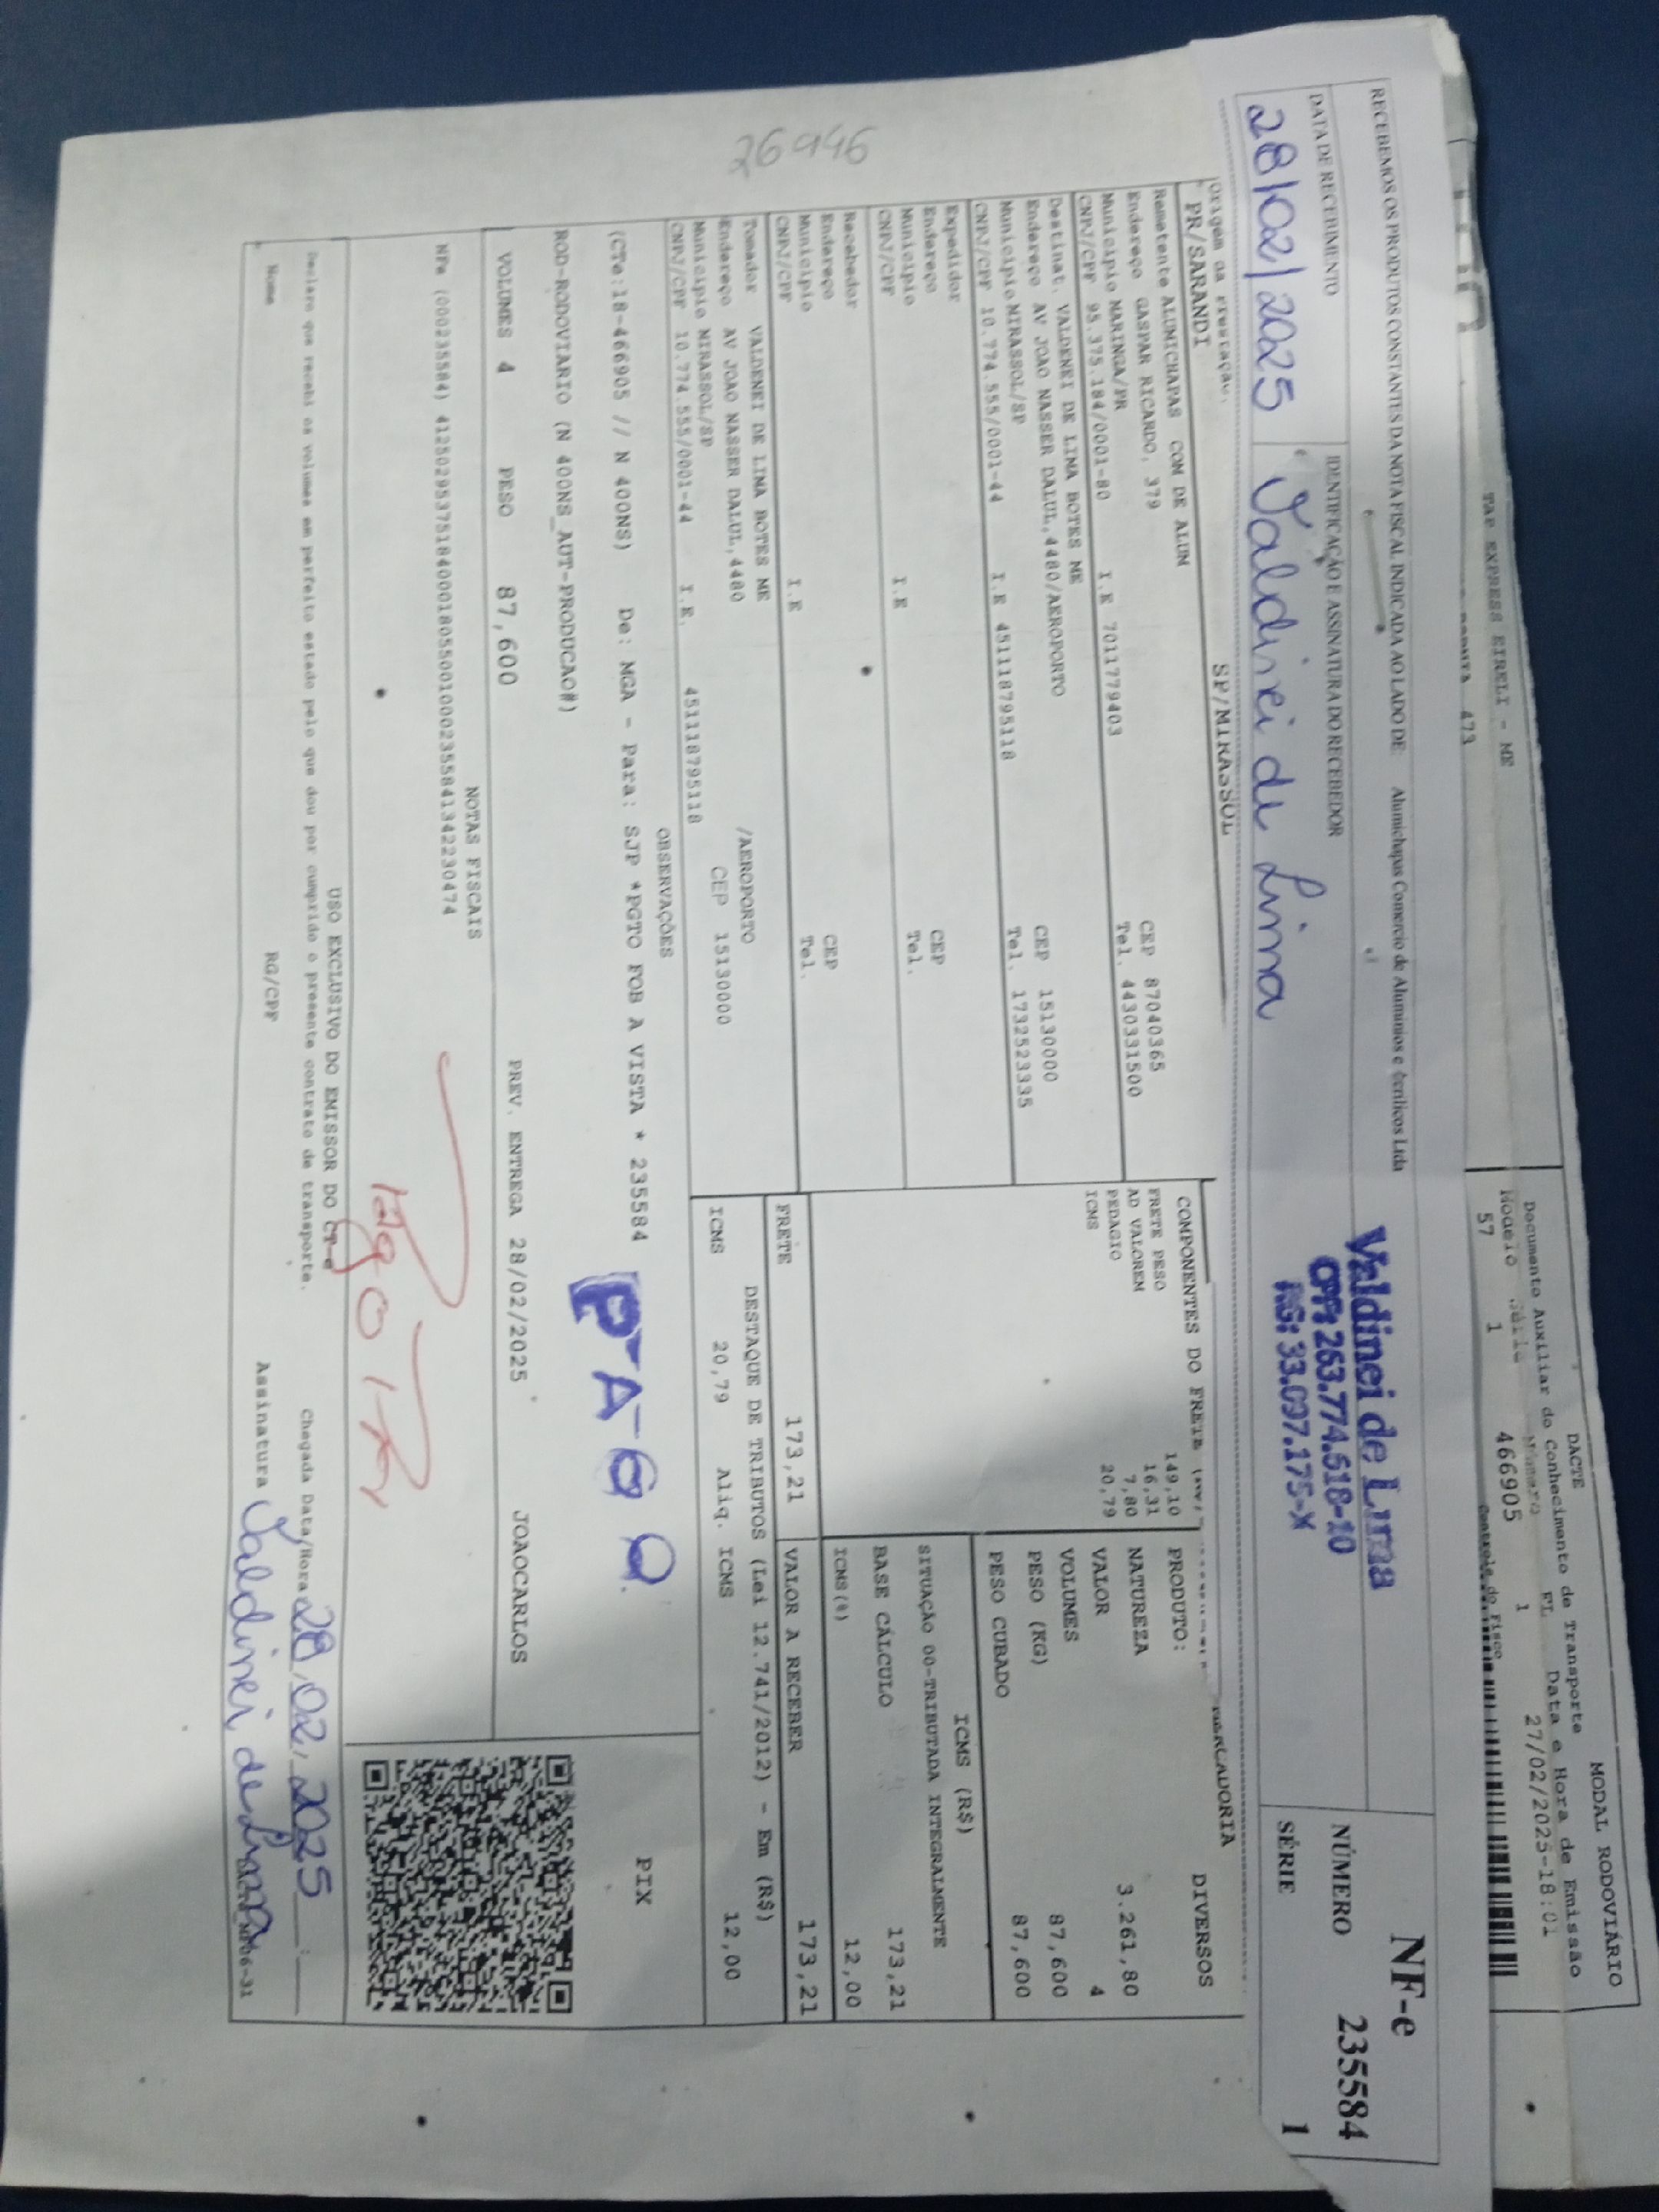 TAP EXPRESS EIRELI - ME
473
DACTE
Documento Auxiliar do Conhecimento de Transporte
MODAL RODOVIÁRIO
Modelo Série Número FL Data e Hora de Emissão
57 1 466905 1 27/02/2025-18:01
Controle do Fisco
RECEBEMOS OS PRODUTOS CONSTANTES DA NOTA FISCAL INDICADA AO LADO DE: Alumichapas Comercio de Aluminios e Acrilicos Ltda
DATA DE RECEBIMENTO
IDENTIFICAÇÃO E ASSINATURA DO RECEBEDOR
28/02/2025 Valdinei de Lima
Valdinei de Lima
CPF: 263.774.518-10
RG: 33.097.175-X
NF-e
NÚMERO 235584
SÉRIE 1
Origem da Prestação
PR/SARANDI
SP/MIRASSOL
Remetente ALUMICHAPAS COM DE ALUM
Endereço GASPAR RICARDO, 379 CEP 87040365
Município MARINGA/PR Tel. 4430331500
CNPJ/CPF 95.375.184/0001-80 I.E 7011779403
Destinat. VALDENEI DE LIMA BOTES ME
Endereço AV JOAO NASSER DALUL,4480/AEROPORTO CEP 15130000
Município MIRASSOL/SP Tel. 1732523335
CNPJ/CPF 10.774.555/0001-44 I.E 451118795118
Expedidor
Endereço CEP
Município Tel.
CNPJ/CPF I.E
Recebedor
Endereço CEP
Município Tel.
CNPJ/CPF I.E
Tomador VALDENEI DE LIMA BOTES ME
Endereço AV JOAO NASSER DALUL,4480 /AEROPORTO
Município MIRASSOL/SP CEP 15130000
CNPJ/CPF 10.774.555/0001-44 I.E. 451118795118
COMPONENTES DO FRETE
FRETE PESO 149,10
AD VALOREM 16,31
PEDAGIO 7,80
ICMS 20,79
MERCADORIA
PRODUTO: DIVERSOS
NATUREZA
VALOR 3.261,80
VOLUMES 4
PESO (KG) 87,600
PESO CUBADO 87,600
ICMS (R$)
SITUAÇÃO 00-TRIBUTADA INTEGRALMENTE
BASE CÁLCULO 173,21
ICMS(%) 12,00
FRETE 173,21
VALOR A RECEBER 173,21
DESTAQUE DE TRIBUTOS (Lei 12.741/2012) - Em (R$)
ICMS 20,79 Aliq. ICMS 12,00
OBSERVAÇÕES
(CTe:18-466905 // N 400NS) De: MGA - Para: SJP *PGTO FOB A VISTA * 235584
ROD-RODOVIARIO (N 400NS_AUT-PRODUCAO#)
PAGO.
PIX
VOLUMES 4 PESO 87,600 PREV. ENTREGA 28/02/2025 JOAOCARLOS
NOTAS FISCAIS
NFe (000235584) 41250295375184000180550010002355841342230474
USO EXCLUSIVO DO EMISSOR DO CT-e
Declaro que recebi os volumes em perfeito estado pelo que dou por cumprido o presente contrato de transporte.
Chegada Data/Hora 28/02/2025
Nome RG/CPF Assinatura Valdinei de Lima
26946